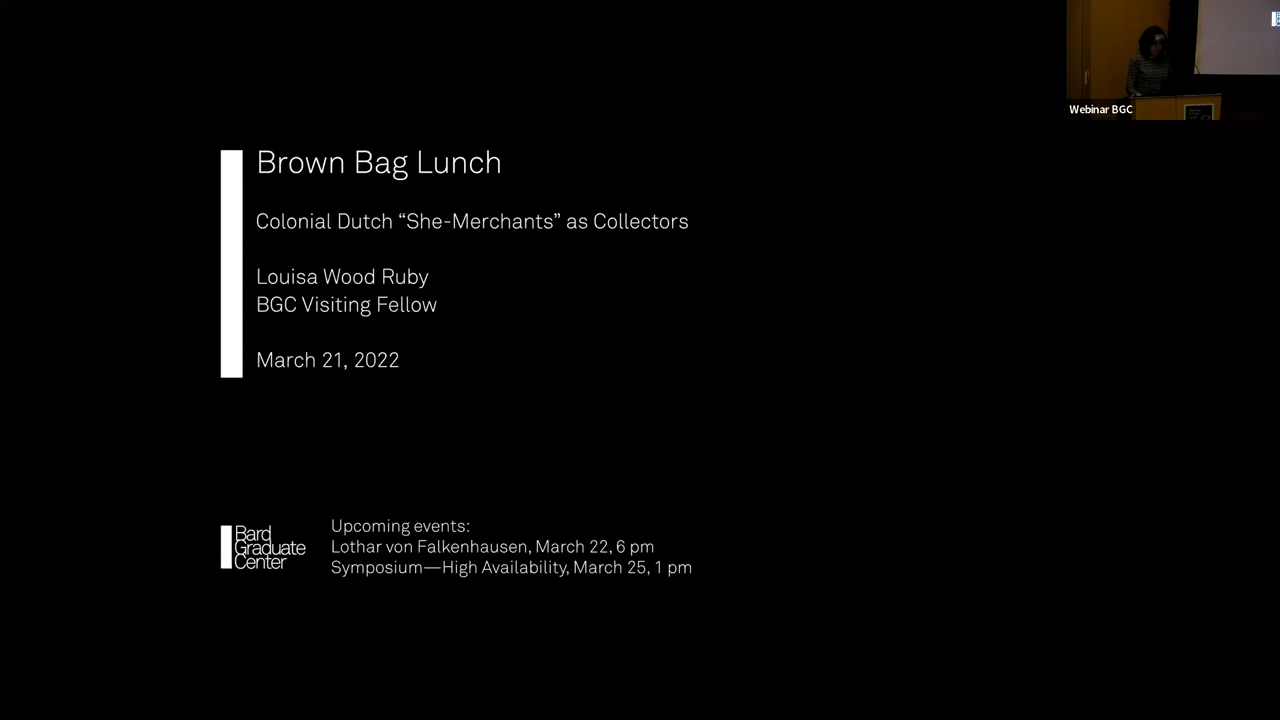 Webinar BGC
Brown Bag Lunch
Colonial Dutch “She-Merchants” as Collectors
Louisa Wood Ruby
BGC Visiting Fellow
March 21, 2022
Bard
Graduate
Center
Upcoming events:
Lothar von Falkenhausen, March 22, 6 pm
Symposium—High Availability, March 25, 1 pm